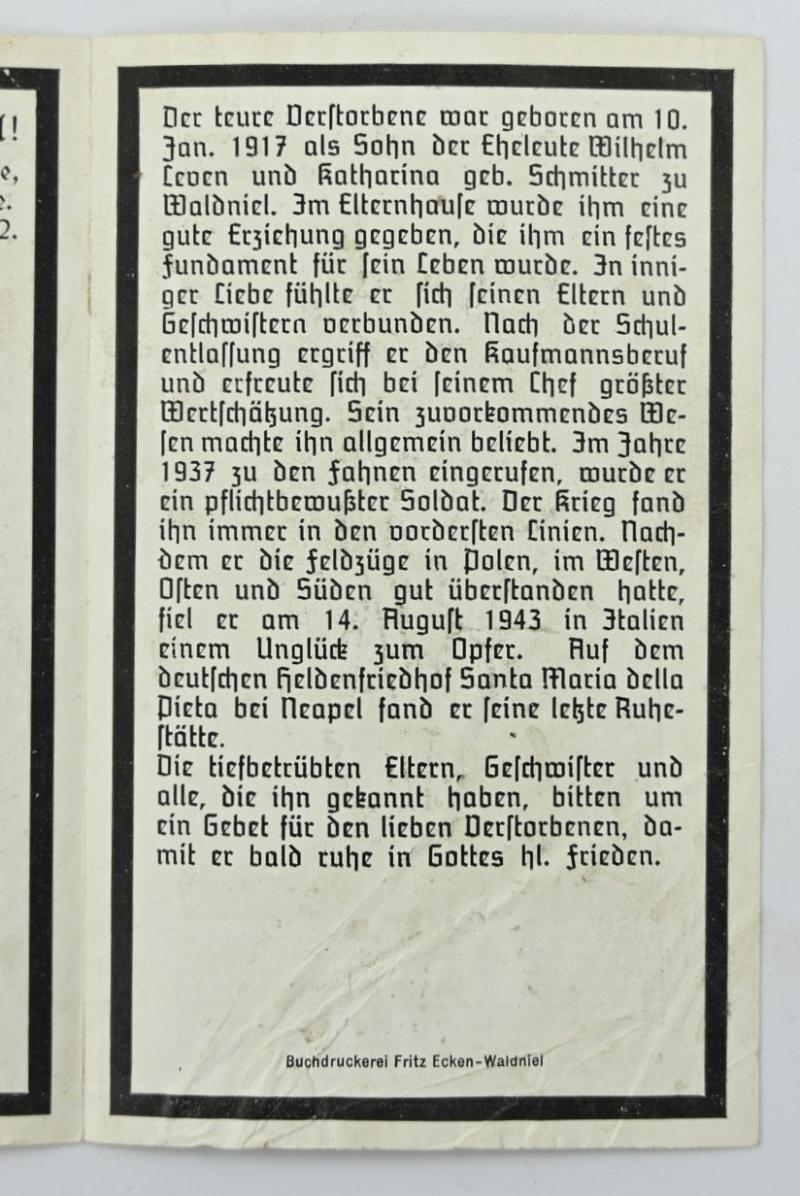 !
e,
e.
2.
Der teure Verstorbene war geboren am 10.
Jan. 1917 als Sohn der Eheleute Wilhelm
Leven und Katharina geb. Schmitter zu
Waldniel. Im Elternhause wurde ihm eine
gute Erziehung gegeben, die ihm ein festes
Fundament für sein Leben wurde. In inni-
ger Liebe fühlte er sich seinen Eltern und
Geschwistern verbunden. Nach der Schul-
entlassung ergriff er den Kaufmannsberuf
und erfreute sich bei seinem Chef größter
Wertschätzung. Sein zuvorkommendes We-
sen machte ihn allgemein beliebt. Im Jahre
1937 zu den Fahnen eingerufen, wurde er
ein pflichtbewußter Soldat. Der Krieg fand
ihn immer in den vordersten Linien. Nach-
dem er die Feldzüge in Polen, im Westen,
Osten und Süden gut überstanden hatte,
fiel er am 14. August 1943 in Italien
einem Unglück zum Opfer. Auf dem
deutschen Heldenfriedhof Santa Maria della
Pieta bei Neapel fand er seine letzte Ruhe-
stätte.
Die tiefbetrübten Eltern, Geschwister und
alle, die ihn gekannt haben, bitten um
ein Gebet für den lieben Verstorbenen, da-
mit er bald ruhe in Gottes hl. Frieden.
Buchdruckerei Fritz Ecken-Waldniel